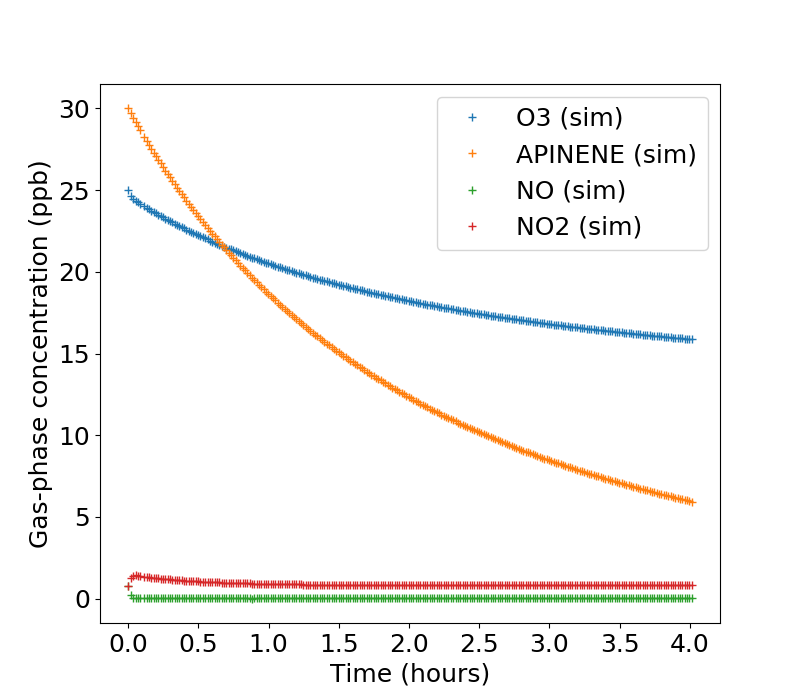 30
25
20
15
10
5
0
Gas-phase concentration (ppb)
O3 (sim)
APINENE (sim)
NO (sim)
NO2 (sim)
0.0 0.5 1.0 1.5 2.0 2.5 3.0 3.5 4.0
Time (hours)